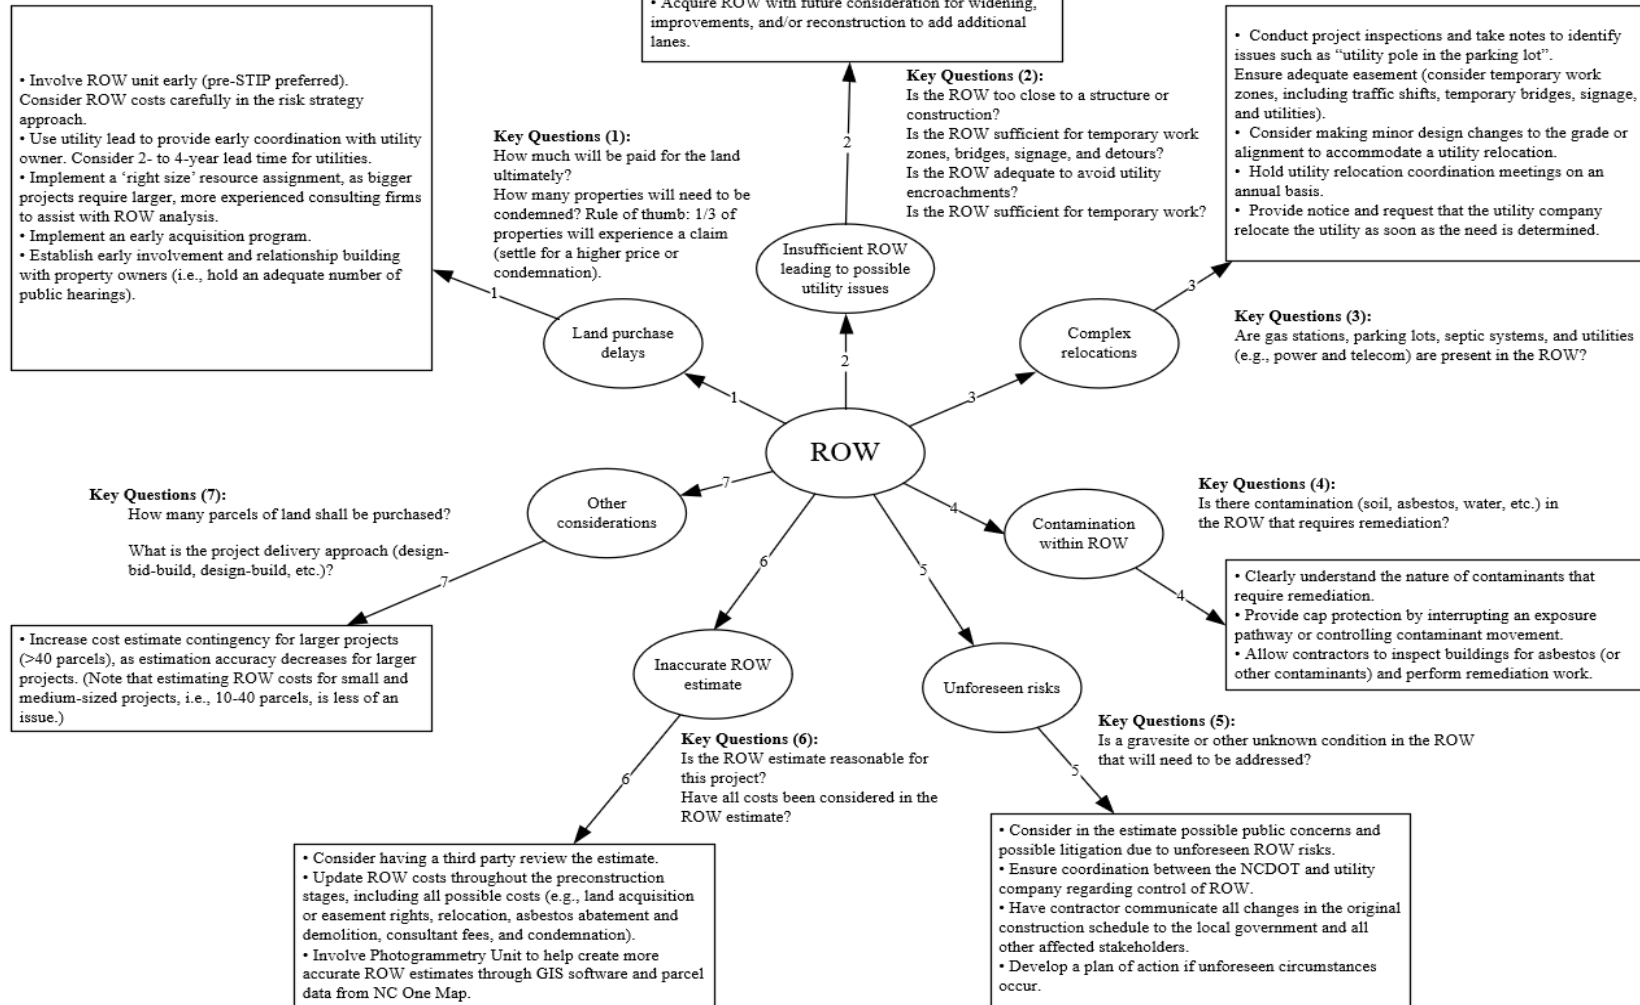 • Acquire ROW with future consideration for widening,
improvements, and/or reconstruction to add additional
lanes.
• Involve ROW unit early (pre-STIP preferred).
Consider ROW costs carefully in the risk strategy
approach.
• Use utility lead to provide early coordination with utility
owner. Consider 2- to 4-year lead time for utilities.
• Implement a ‘right size’ resource assignment, as bigger
projects require larger, more experienced consulting firms
to assist with ROW analysis.
• Implement an early acquisition program.
• Establish early involvement and relationship building
with property owners (i.e., hold an adequate number of
public hearings).
Key Questions (1):
How much will be paid for the land
ultimately?
How many properties will need to be
condemned? Rule of thumb: 1/3 of
properties will experience a claim
(settle for a higher price or
condemnation).
Key Questions (2):
Is the ROW too close to a structure or
construction?
Is the ROW sufficient for temporary work
zones, bridges, signage, and detours?
Is the ROW adequate to avoid utility
encroachments?
Is the ROW sufficient for temporary work?
• Conduct project inspections and take notes to identify
issues such as “utility pole in the parking lot”.
Ensure adequate easement (consider temporary work
zones, including traffic shifts, temporary bridges, signage,
and utilities).
• Consider making minor design changes to the grade or
alignment to accommodate a utility relocation.
• Hold utility relocation coordination meetings on an
annual basis.
• Provide notice and request that the utility company
relocate the utility as soon as the need is determined.
2
Insufficient ROW
leading to possible
utility issues
1
3
Land purchase
delays
Complex
relocations
Key Questions (3):
Are gas stations, parking lots, septic systems, and utilities
(e.g., power and telecom) are present in the ROW?
2
1
3
ROW
7
4
Key Questions (7):
How many parcels of land shall be purchased?
What is the project delivery approach (design-
bid-build, design-build, etc.)?
Other
considerations
Contamination
within ROW
Key Questions (4):
Is there contamination (soil, asbestos, water, etc.) in
the ROW that requires remediation?
6
5
7
4
• Clearly understand the nature of contaminants that
require remediation.
• Provide cap protection by interrupting an exposure
pathway or controlling contaminant movement.
• Allow contractors to inspect buildings for asbestos (or
other contaminants) and perform remediation work.
• Increase cost estimate contingency for larger projects
(>40 parcels), as estimation accuracy decreases for larger
projects. (Note that estimating ROW costs for small and
medium-sized projects, i.e., 10-40 parcels, is less of an
issue.)
Inaccurate ROW
estimate
Unforeseen risks
Key Questions (6):
Is the ROW estimate reasonable for
this project?
Have all costs been considered in the
ROW estimate?
Key Questions (5):
Is a gravesite or other unknown condition in the ROW
that will need to be addressed?
6
5
• Consider having a third party review the estimate.
• Update ROW costs throughout the preconstruction
stages, including all possible costs (e.g., land acquisition
or easement rights, relocation, asbestos abatement and
demolition, consultant fees, and condemnation).
• Involve Photogrammetry Unit to help create more
accurate ROW estimates through GIS software and parcel
data from NC One Map.
• Consider in the estimate possible public concerns and
possible litigation due to unforeseen ROW risks.
• Ensure coordination between the NCDOT and utility
company regarding control of ROW.
• Have contractor communicate all changes in the original
construction schedule to the local government and all
other affected stakeholders.
• Develop a plan of action if unforeseen circumstances
occur.